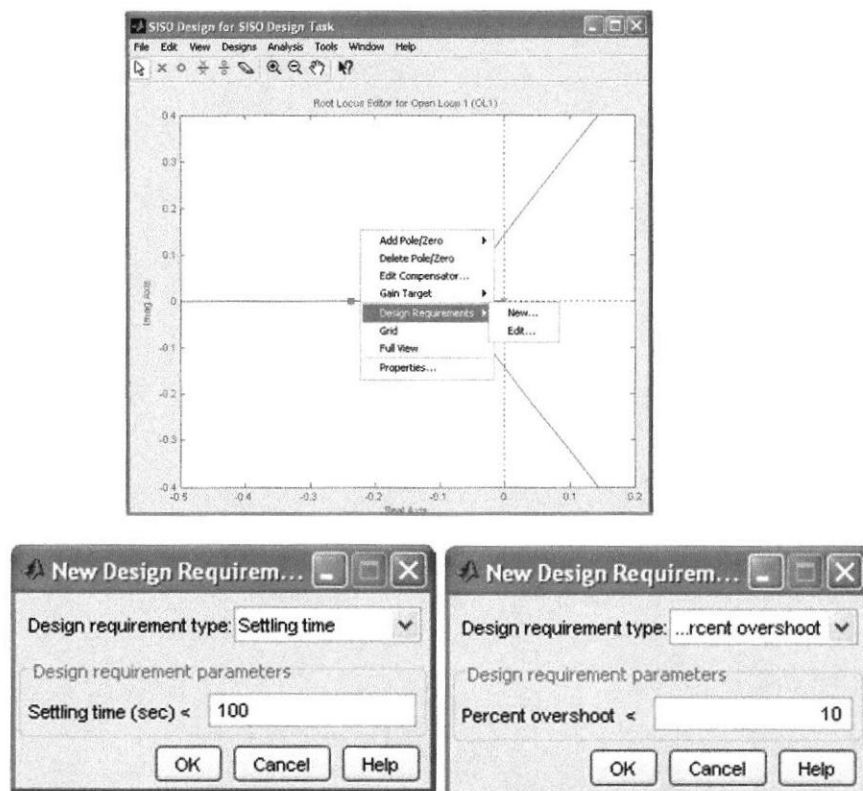 SISO Design for SISO Design Task
File Edit View Designs Analysis Tools Window Help
Root Locus Editor for Open Loop 1 (OL1)
0.4
0.3
0.2
0.1
0
-0.1
-0.2
-0.3
-0.4
Imag Axis
Add Pole/Zero
Delete Pole/Zero
Edit Compensator...
Gain Target
Design Requirements
New...
Edit...
Grid
Full View
Properties...
-0.5 -0.4 -0.3 -0.2 -0.1 0 0.1 0.2
Real Axis
New Design Requirem...
Design requirement type: Settling time
Design requirement parameters
Settling time (sec) < 100
OK Cancel Help
New Design Requirem...
Design requirement type: ...rcent overshoot
Design requirement parameters
Percent overshoot < 10
OK Cancel Help